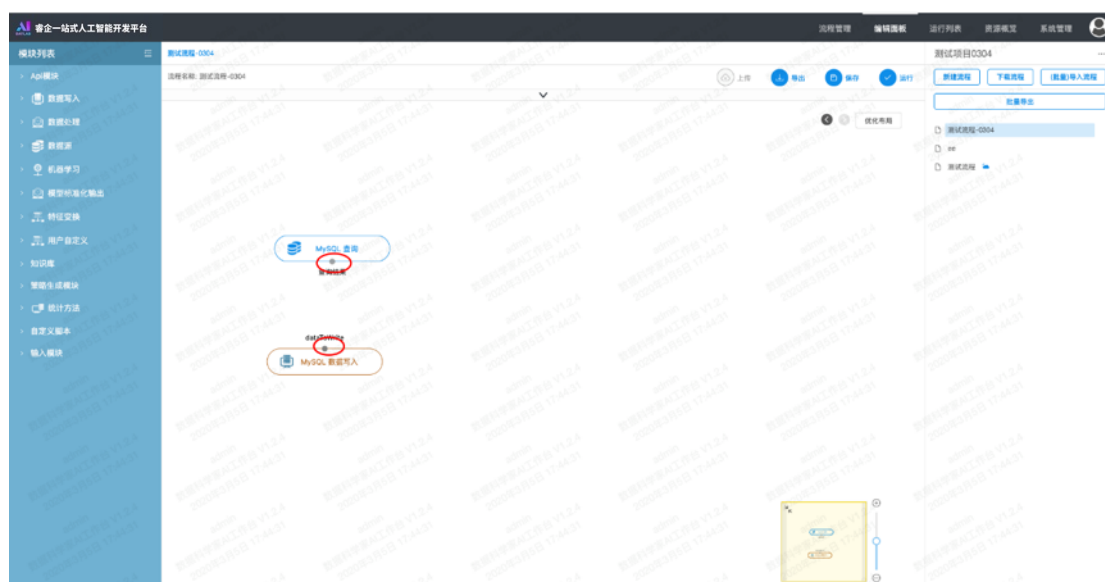 睿企一站式人工智能开发平台
流程管理 编辑面板 运行列表 资源概览 系统管理
模块列表
Api模块
数据写入
数据处理
数据源
机器学习
模型标准化输出
特征变换
用户自定义
知识库
智能生成模块
统计方法
自定义脚本
输入模块
测试流程-0304
流程名称: 测试流程-0304
上传 导出 保存 运行
优化布局
MySQL 查询
查询结果
dataToWrite
MySQL 数据写入
测试项目0304 ...
新建流程 下载流程 (批量)导入流程
批量导出
测试流程-0304
测试流程